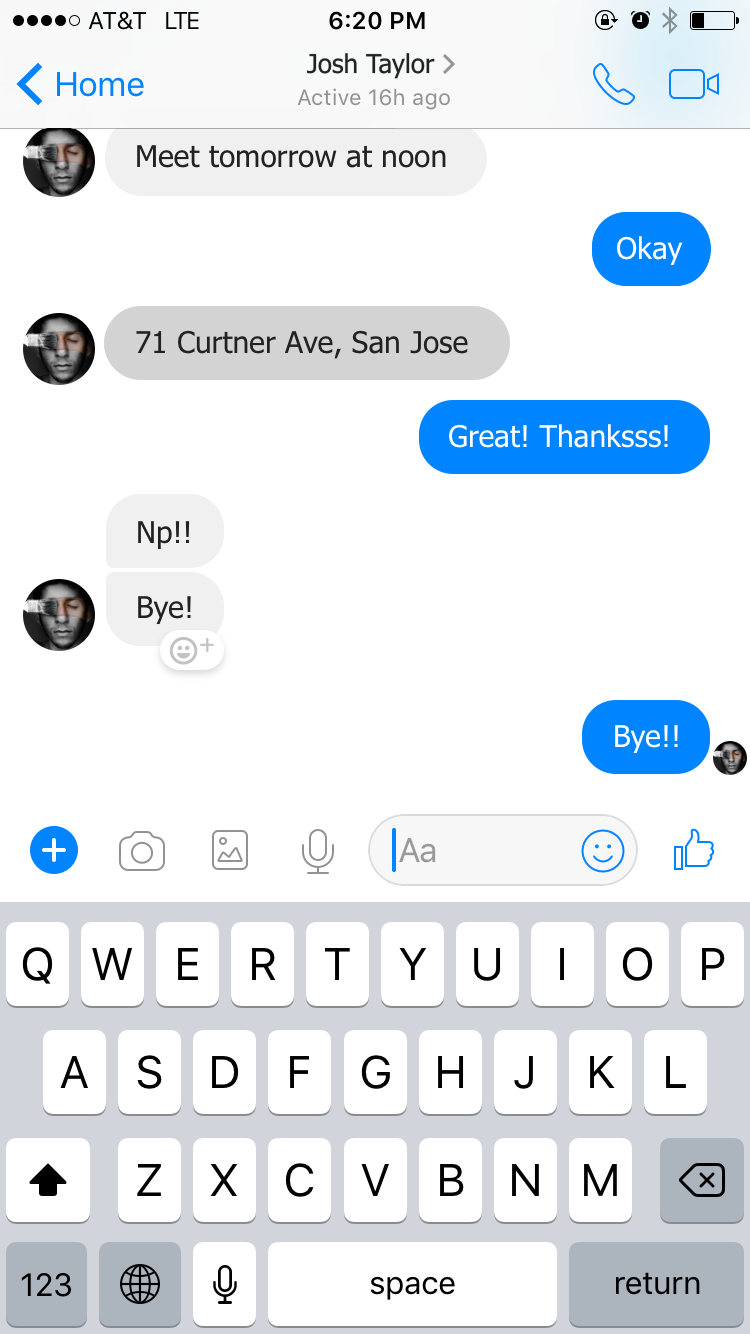 AT&T LTE 6:20 PM
Home
Josh Taylor
Active 16h ago
Meet tomorrow at noon
Okay
71 Curtner Ave, San Jose
Great! Thanksss!
Np!!
Bye!
Bye!!
Aa
Q W E R T Y U I O P
A S D F G H J K L
Z X C V B N M
123 space return